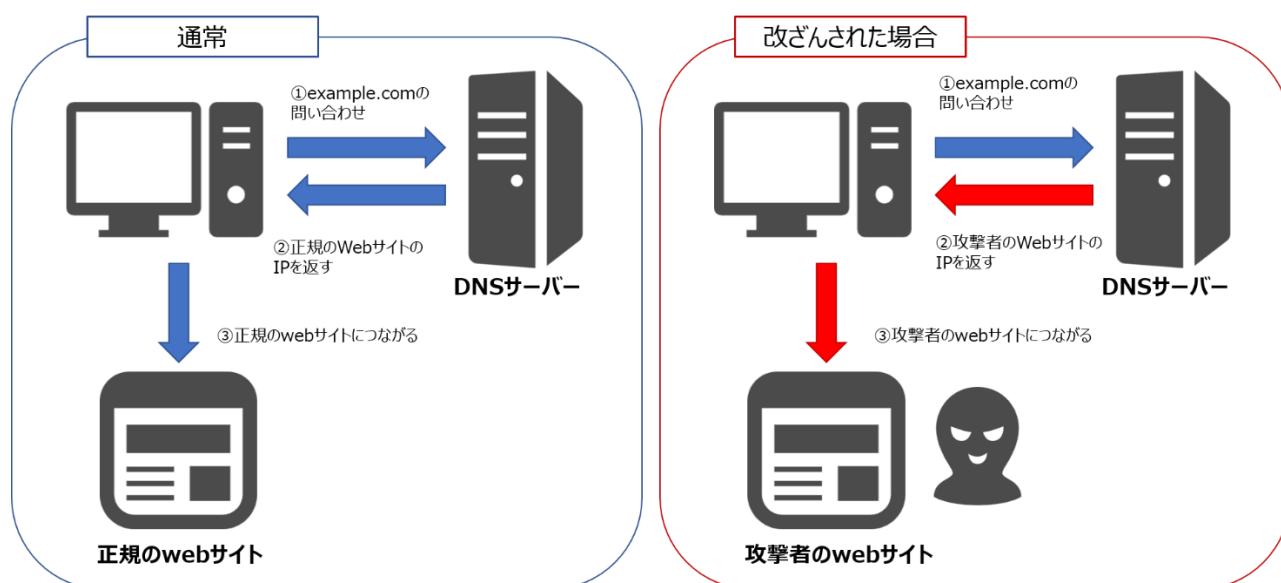 通常
①example.comの
問い合わせ
②正規のWebサイトの
IPを返す
DNSサーバー
③正規のwebサイトにつながる
正規のwebサイト
改ざんされた場合
①example.comの
問い合わせ
②攻撃者のWebサイトの
IPを返す
DNSサーバー
③攻撃者のwebサイトにつながる
攻撃者のwebサイト